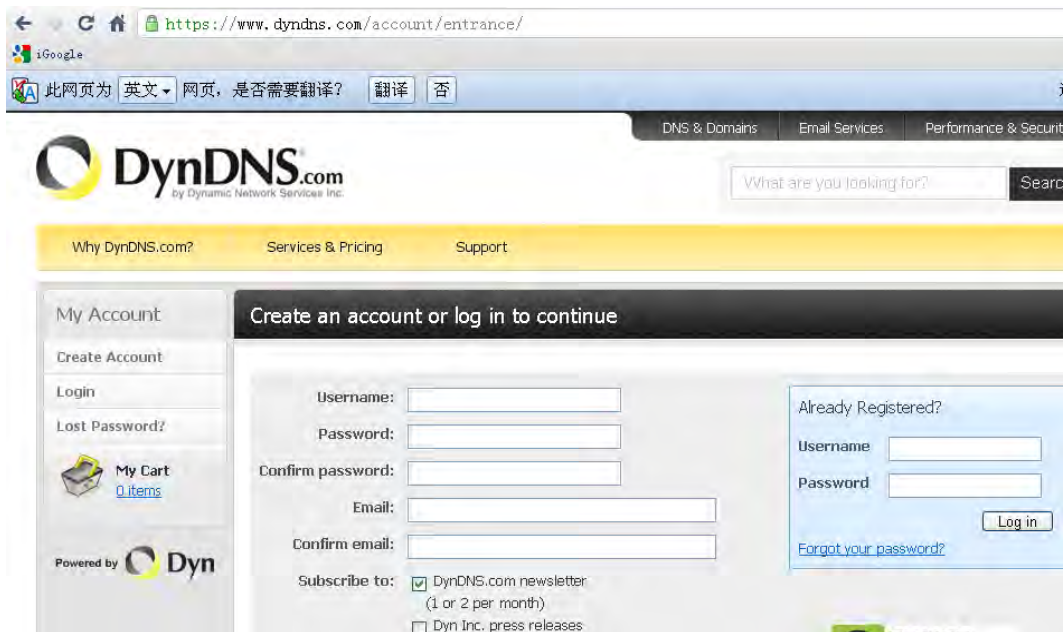 https://www.dyndns.com/account/entrance/
iGoogle
此网页为 英文 网页，是否需要翻译？ 翻译 否
DNS & Domains Email Services Performance & Securit
DynDNS.com
by Dynamic Network Services Inc.
What are you looking for? Searc
Why DynDNS.com? Services & Pricing Support
My Account
Create Account
Login
Lost Password?
My Cart
0 items
Powered by Dyn
Create an account or log in to continue
Username:
Password:
Confirm password:
Email:
Confirm email:
Subscribe to: DynDNS.com newsletter
(1 or 2 per month)
Dyn Inc. press releases
Already Registered?
Username
Password
Log in
Forgot your password?